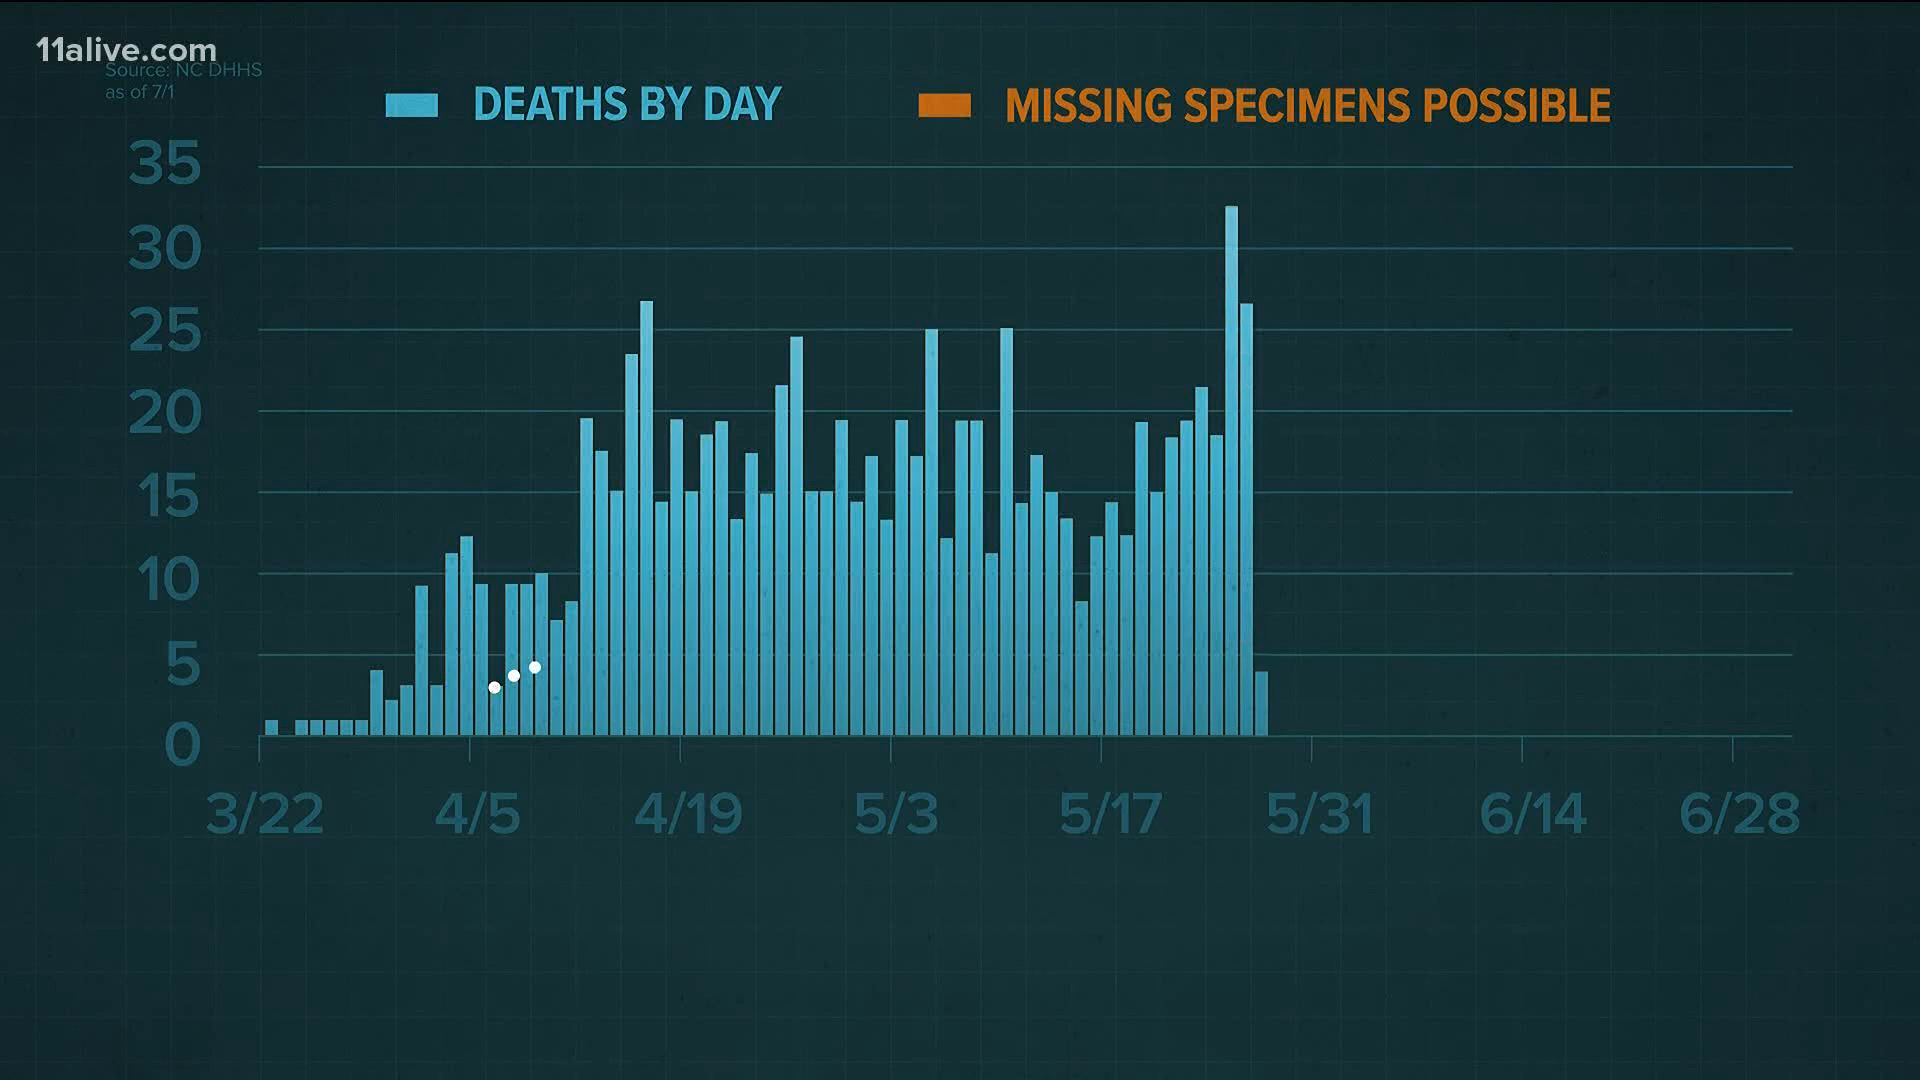 11alive.com
Source: NC DHHS
as of 7/1
DEATHS BY DAY
MISSING SPECIMENS POSSIBLE
35
30
25
20
15
10
5
0
3/22 4/5 4/19 5/3 5/17 5/31 6/14 6/28